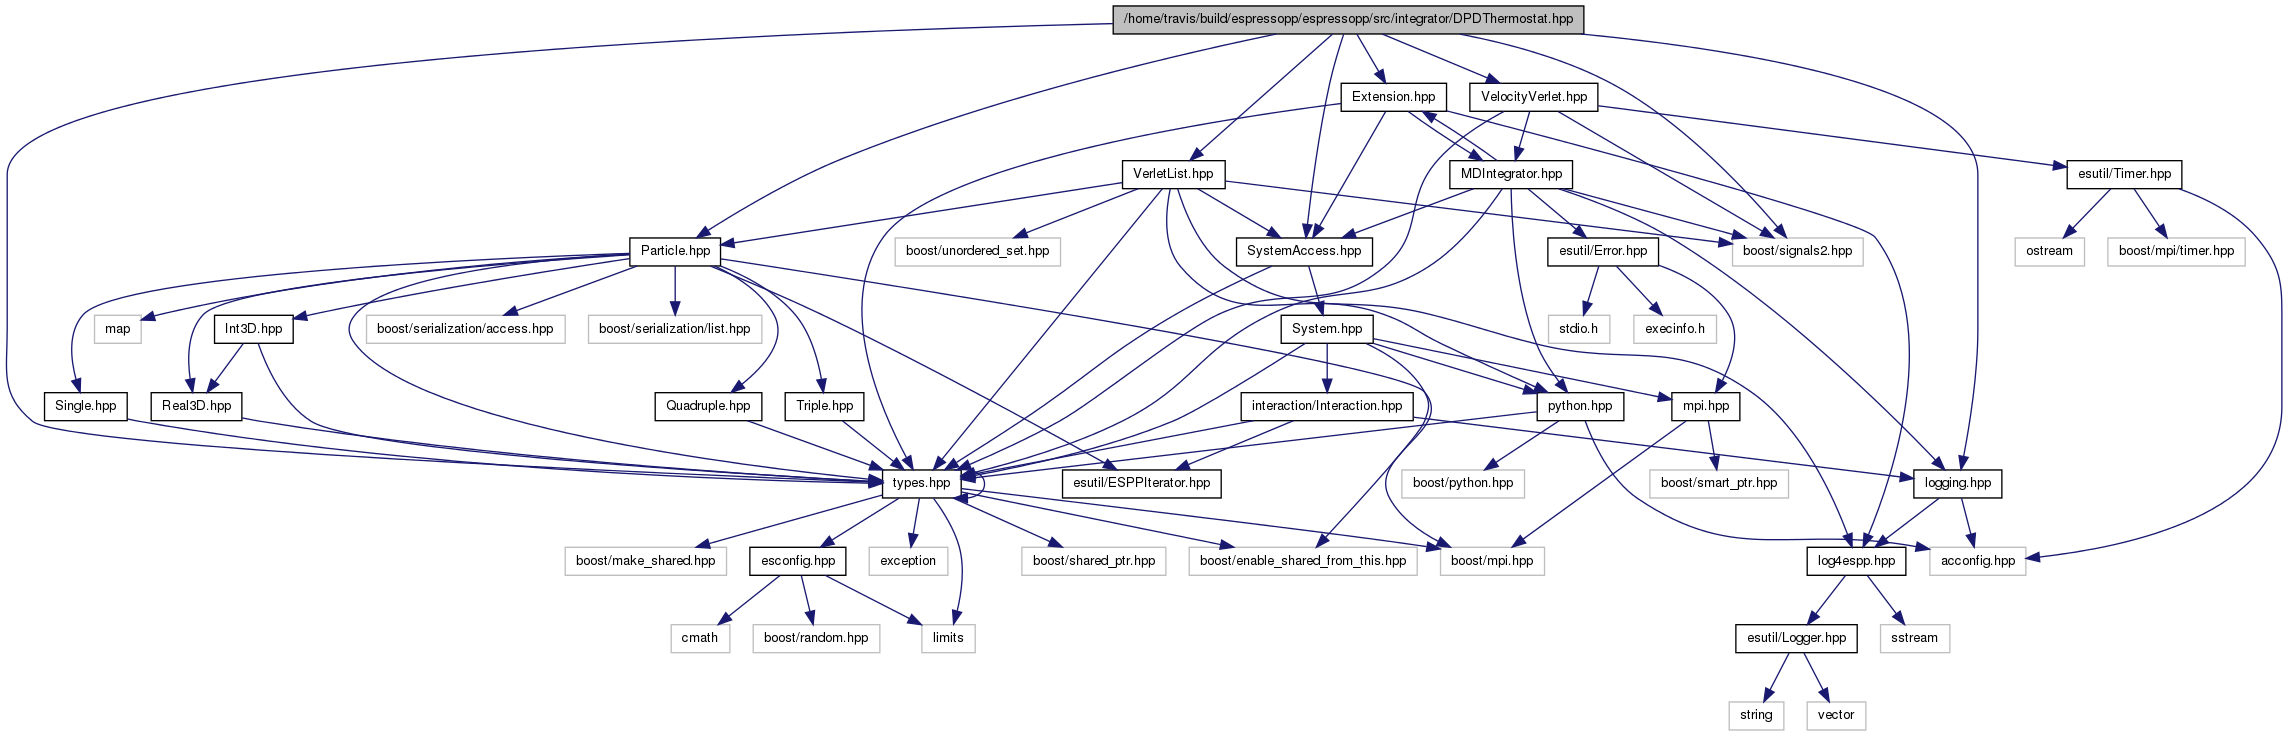 /home/travis/build/espressopp/espressopp/src/integrator/DPDThermostat.hpp
Extension.hpp
VelocityVerlet.hpp
VerletList.hpp
MDIntegrator.hpp
esutil/Timer.hpp
Particle.hpp
boost/unordered_set.hpp
SystemAccess.hpp
esutil/Error.hpp
boost/signals2.hpp
ostream
boost/mpi/timer.hpp
map
Int3D.hpp
boost/serialization/access.hpp
boost/serialization/list.hpp
System.hpp
stdio.h
execinfo.h
Single.hpp
Real3D.hpp
Quadruple.hpp
Triple.hpp
interaction/Interaction.hpp
python.hpp
mpi.hpp
types.hpp
esutil/ESPPIterator.hpp
boost/python.hpp
boost/smart_ptr.hpp
logging.hpp
boost/make_shared.hpp
esconfig.hpp
exception
boost/shared_ptr.hpp
boost/enable_shared_from_this.hpp
boost/mpi.hpp
log4espp.hpp
acconfig.hpp
cmath
boost/random.hpp
limits
esutil/Logger.hpp
sstream
string
vector